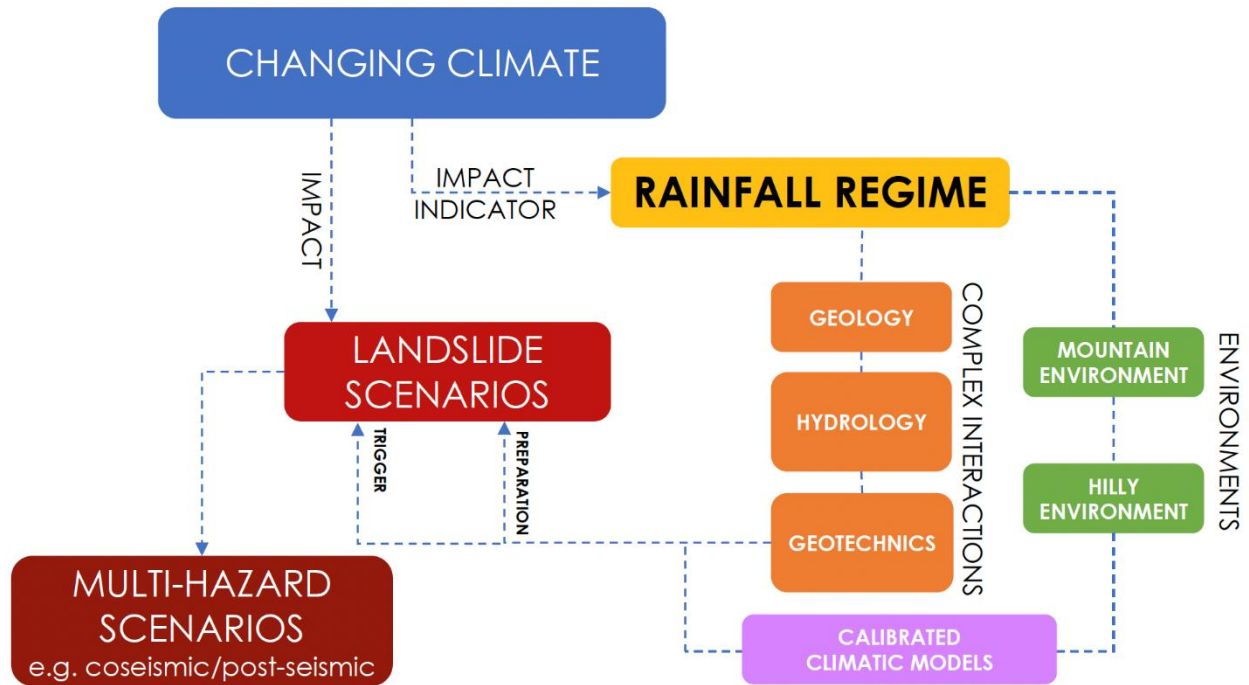 CHANGING CLIMATE
IMPACT
IMPACT
INDICATOR
RAINFALL REGIME
GEOLOGY
HYDROLOGY
GEOTECHNICS
COMPLEX INTERACTIONS
MOUNTAIN
ENVIRONMENT
HILLY
ENVIRONMENT
ENVIRONMENTS
LANDSLIDE
SCENARIOS
TRIGGER
PREPARATION
MULTI-HAZARD
SCENARIOS
e.g. coseismic/post-seismic
CALIBRATED
CLIMATIC MODELS